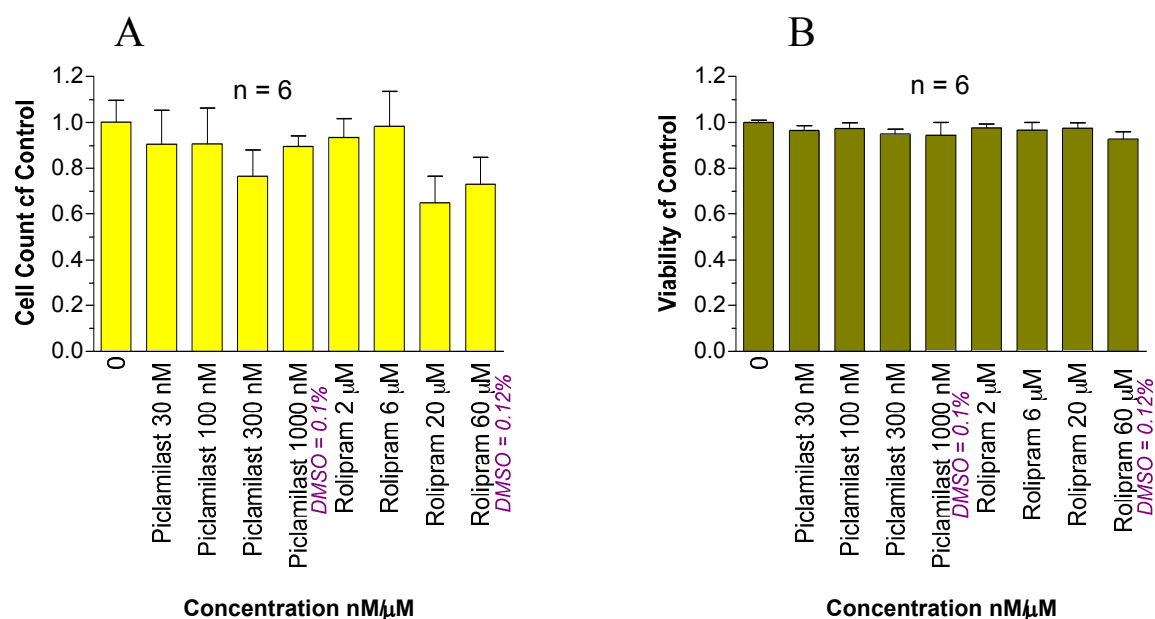 A
n = 6
Cell Count cf Control
1.2
1.0
0.8
0.6
0.4
0.2
0.0
0
Piclamilast 30 nM
Piclamilast 100 nM
Piclamilast 300 nM
Piclamilast 1000 nM
DMSO = 0.1%
Rolipram 2 μM
Rolipram 6 μM
Rolipram 20 μM
Rolipram 60 μM
DMSO = 0.12%
Concentration nM/μM
B
n = 6
Viability cf Control
1.2
1.0
0.8
0.6
0.4
0.2
0.0
0
Piclamilast 30 nM
Piclamilast 100 nM
Piclamilast 300 nM
Piclamilast 1000 nM
DMSO = 0.1%
Rolipram 2 μM
Rolipram 6 μM
Rolipram 20 μM
Rolipram 60 μM
DMSO = 0.12%
Concentration nM/μM